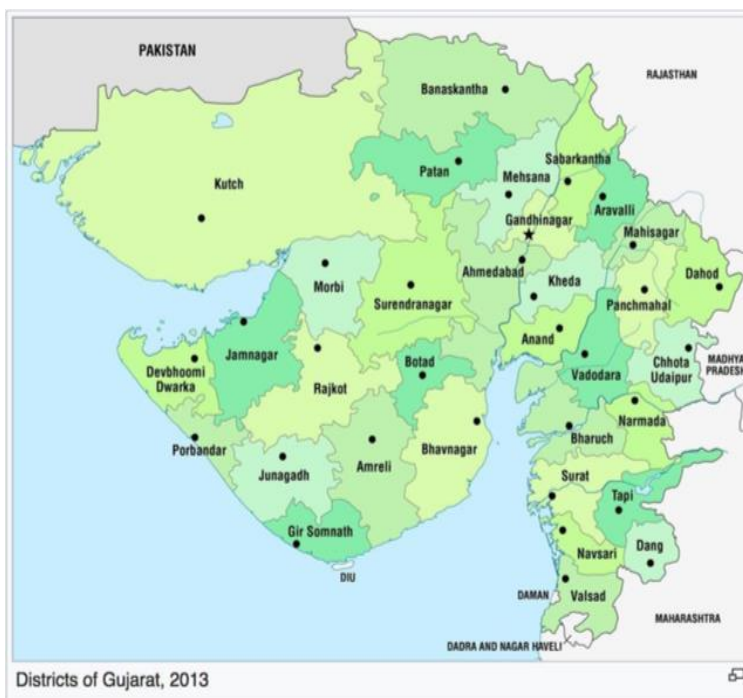 PAKISTAN
RAJASTHAN
Banaskantha
Patan
Mehsana
Sabarkantha
Kutch
Gandhinagar
Aravalli
Mahisagar
Morbi
Surendranagar
Ahmedabad
Kheda
Panchmahal
Dahod
Devbhoomi
Dwarka
Jamnagar
Rajkot
Botad
Anand
Vadodara
Chhota
Udaipur
MADHYA
PRADESH
Porbandar
Junagadh
Amreli
Bhavnagar
Bharuch
Narmada
Surat
Tapi
Gir Somnath
DIU
Navsari
Dang
DAMAN
Valsad
MAHARASHTRA
DADRA AND NAGAR HAVELI
Districts of Gujarat, 2013